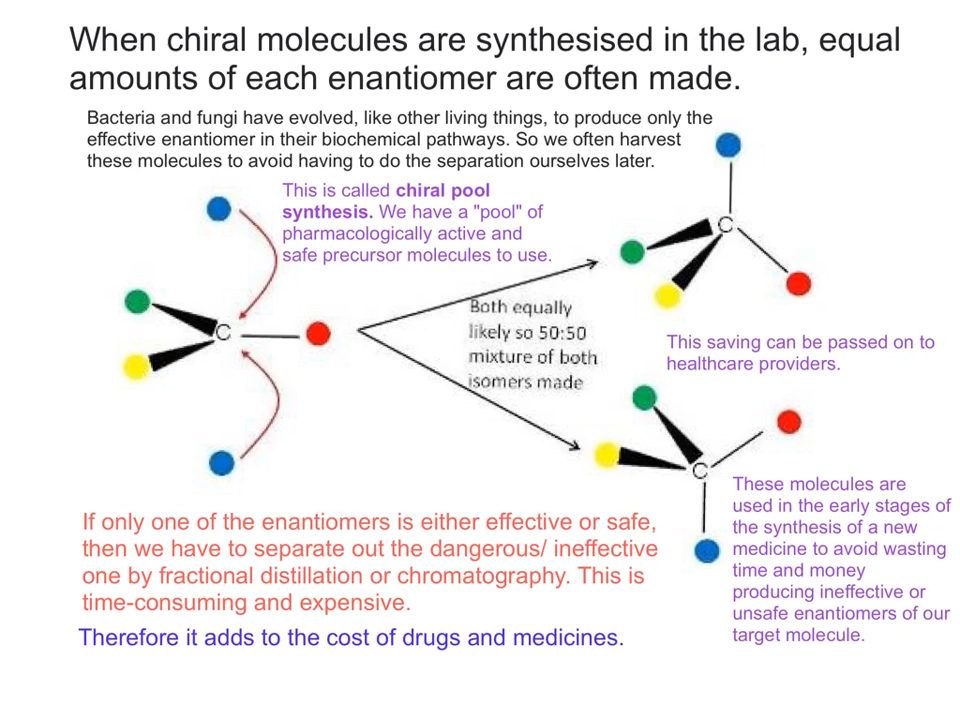 When chiral molecules are synthesised in the lab, equal
amounts of each enantiomer are often made.
Bacteria and fungi have evolved, like other living things, to produce only the
effective enantiomer in their biochemical pathways. So we often harvest
these molecules to avoid having to do the separation ourselves later.
This is called chiral pool
synthesis. We have a "pool" of
pharmacologically active and
safe precursor molecules to use.
C
C
Both equally
likely so 50:50
mixture of both
isomers made
This saving can be passed on to
healthcare providers.
C
These molecules are
used in the early stages of
the synthesis of a new
medicine to avoid wasting
time and money
producing ineffective or
unsafe enantiomers of our
target molecule.
If only one of the enantiomers is either effective or safe,
then we have to separate out the dangerous/ ineffective
one by fractional distillation or chromatography. This is
time-consuming and expensive.
Therefore it adds to the cost of drugs and medicines.